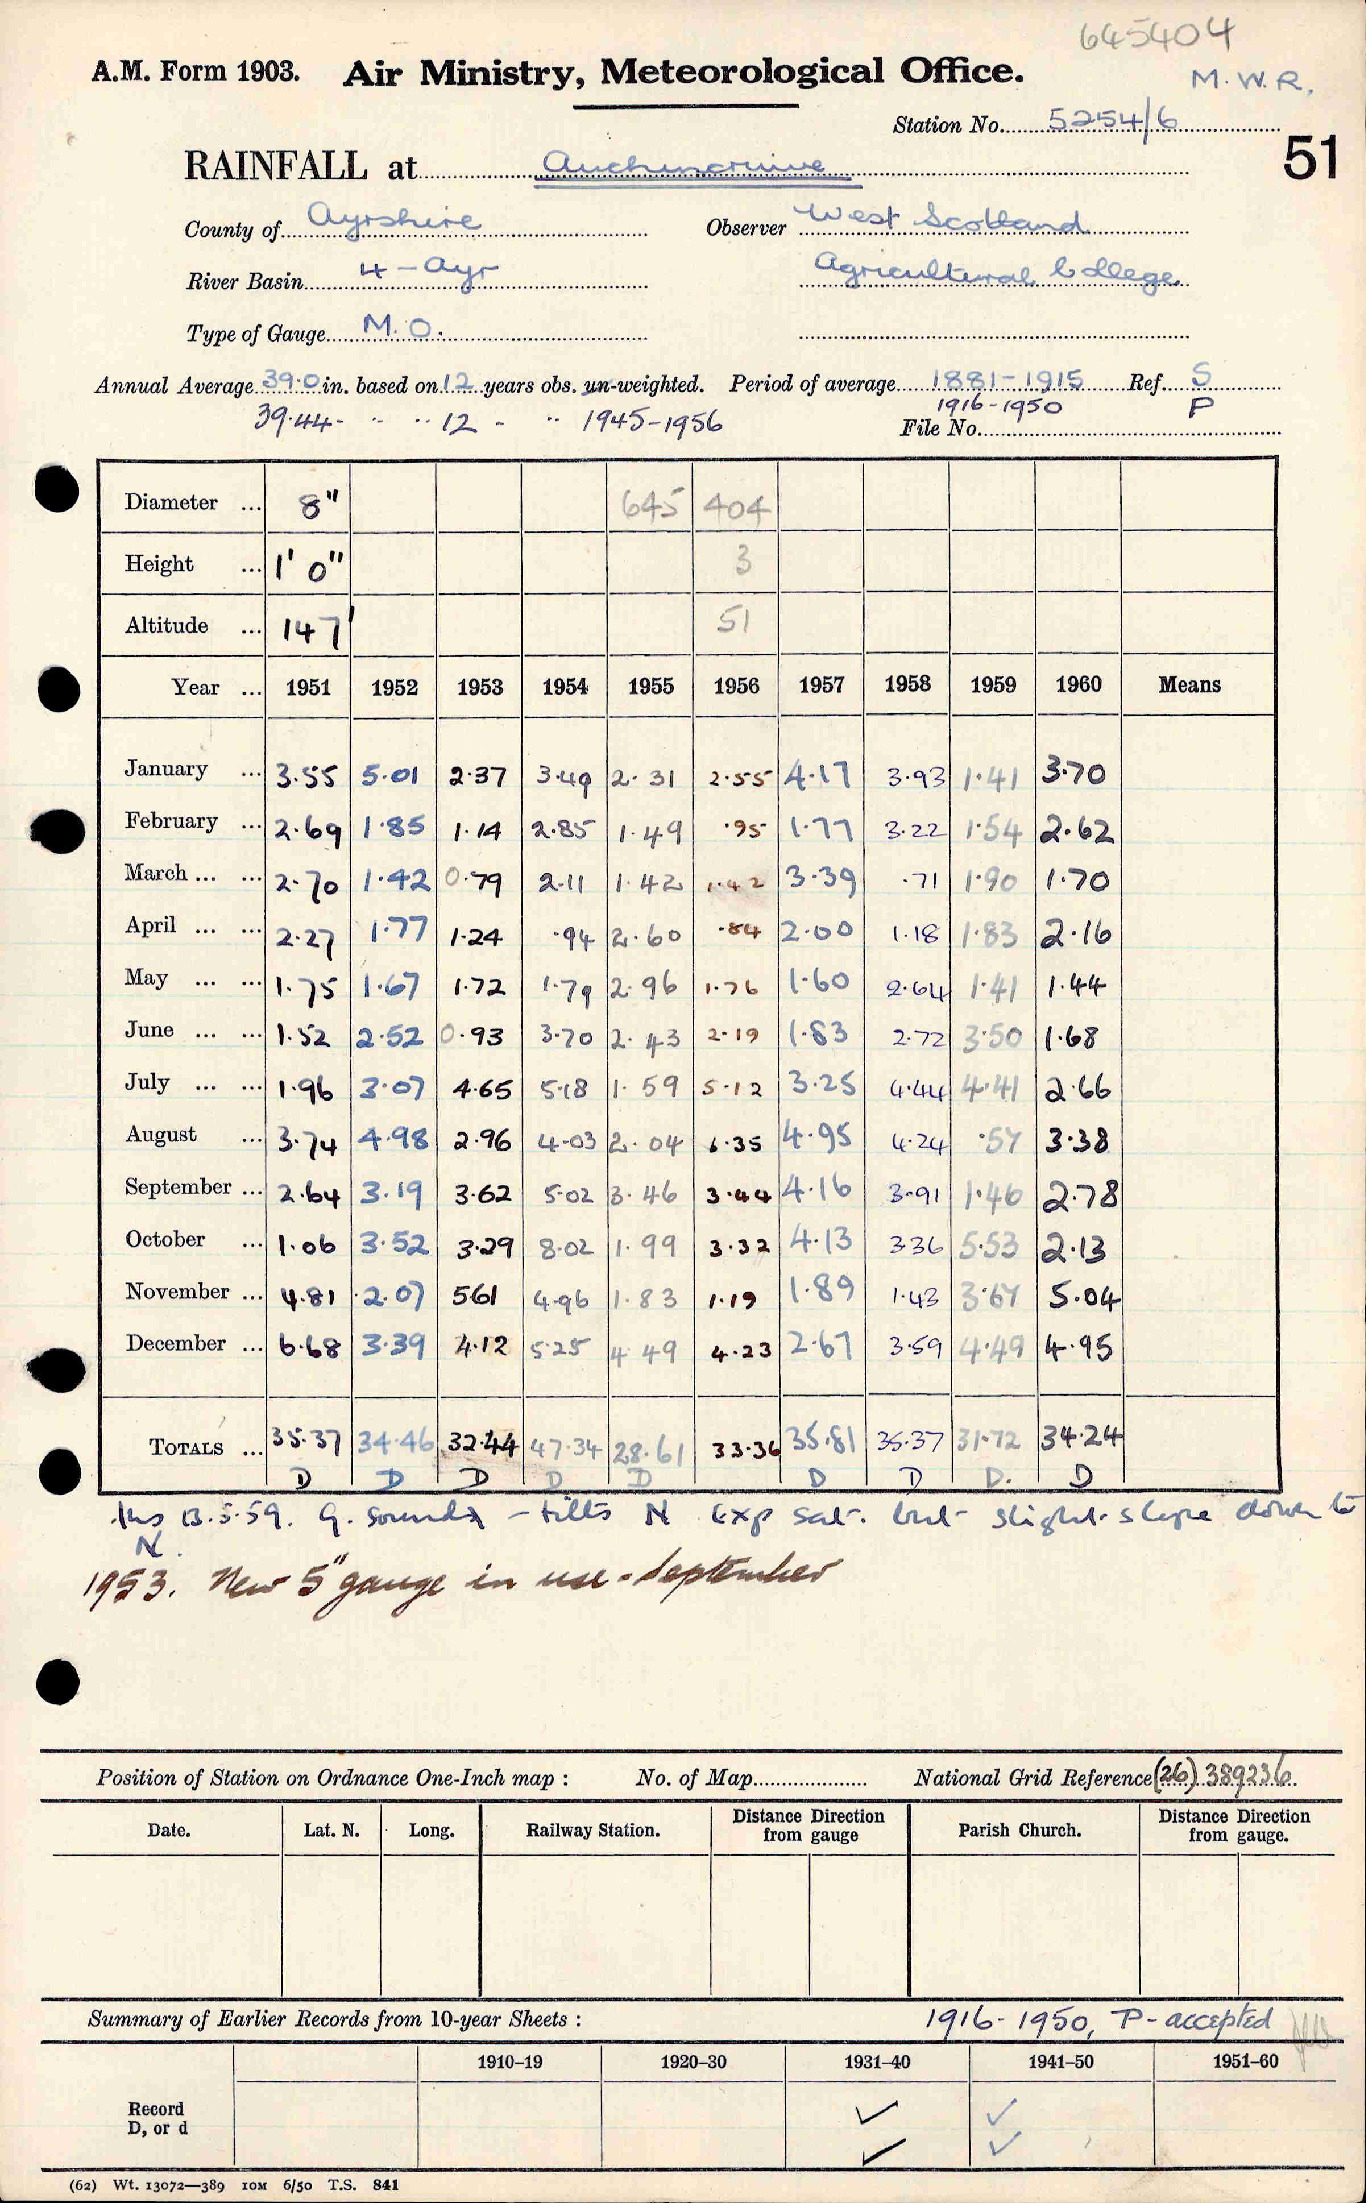 645404
A.M. Form 1903. Air Ministry, Meteorological Office.
M.W.R.
Station No. 5254/6
RAINFALL at Auchincruive
51
County of Ayrshire Observer West Scotland
River Basin 4 - Ayr Agricultural College.
Type of Gauge M.O.
Annual Average 39.0 in. based on 12 years obs. un-weighted. Period of average 1881-1915 Ref. S
39.44 - " " 12 - " 1945-1956 1916-1950 P
File No.
Diameter ... 8" 645 404
Height ... 1' 0" 3
Altitude ... 147' 51
Year ... 1951 1952 1953 1954 1955 1956 1957 1958 1959 1960 Means
January ... 3.55 5.01 2.37 3.49 2.31 2.55 4.17 3.93 1.41 3.70
February ... 2.69 1.85 1.14 2.85 1.49 .95 1.77 3.22 1.54 2.62
March ... ... 2.70 1.42 0.79 2.11 1.42 1.42 3.39 .71 1.90 1.70
April ... ... 2.27 1.77 1.24 .94 2.60 .84 2.00 1.18 1.83 2.16
May ... ... 1.75 1.67 1.72 1.79 2.96 1.76 1.60 2.64 1.41 1.44
June ... ... 1.52 2.52 0.93 3.70 2.43 2.19 1.83 2.72 3.50 1.68
July ... ... 1.96 3.07 4.65 5.18 1.59 5.12 3.25 4.44 4.41 2.66
August ... 3.74 4.98 2.96 4.03 2.04 6.35 4.95 4.24 .57 3.38
September ... 2.64 3.19 3.62 5.02 3.46 3.44 4.16 3.91 1.46 2.78
October ... 1.06 3.52 3.29 8.02 1.99 3.32 4.13 3.36 5.53 2.13
November ... 4.81 2.07 561 4.96 1.83 1.19 1.89 1.43 3.67 5.04
December ... 6.68 3.39 4.12 5.25 4.49 4.23 2.67 3.59 4.49 4.95
TOTALS ... 35.37 34.46 32.44 47.34 28.61 33.36 35.81 35.37 31.72 34.24
D D D D D D D D. D
Ins 13.5.59. G. sound - tilts N Exp sat. but slight slope down to
N.
1953. New 5" gauge in use - September
Position of Station on Ordnance One-Inch map : No. of Map National Grid Reference (26) 389236
Date. Lat. N. Long. Railway Station. Distance Direction from gauge Parish Church. Distance Direction from gauge.
Summary of Earlier Records from 10-year Sheets : 1916-1950, P-accepted
1910–19 1920–30 1931–40 1941–50 1951–60
Record ✓ ✓
D, or d ✓ ✓
(62) Wt. 13072—389 10M 6/50 T.S. 841